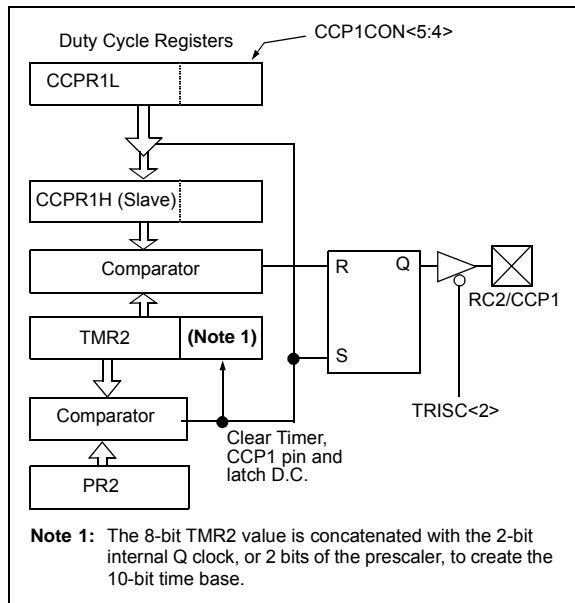 Duty Cycle Registers
CCP1CON<5:4>
CCPR1L
CCPR1H (Slave)
Comparator
R
Q
RC2/CCP1
TMR2
(Note 1)
S
TRISC<2>
Comparator
Clear Timer,
CCP1 pin and
latch D.C.
PR2
Note 1: The 8-bit TMR2 value is concatenated with the 2-bit
internal Q clock, or 2 bits of the prescaler, to create the
10-bit time base.